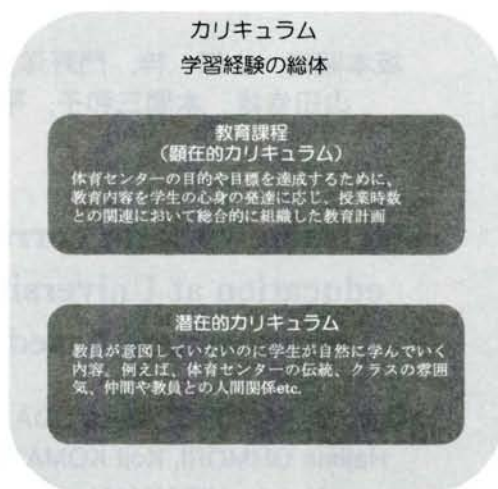 カリキュラム
学習経験の総体
教育課程
（顕在的カリキュラム）
体育センターの目的や目標を達成するために、
教育内容を学生の心身の発達に応じ、授業時数
との関連において総合的に組織した教育計画
潜在的カリキュラム
教員が意図していないのに学生が自然に学んでいく
内容。例えば、体育センターの伝統、クラスの雰囲
気、仲間や教員との人間関係etc.